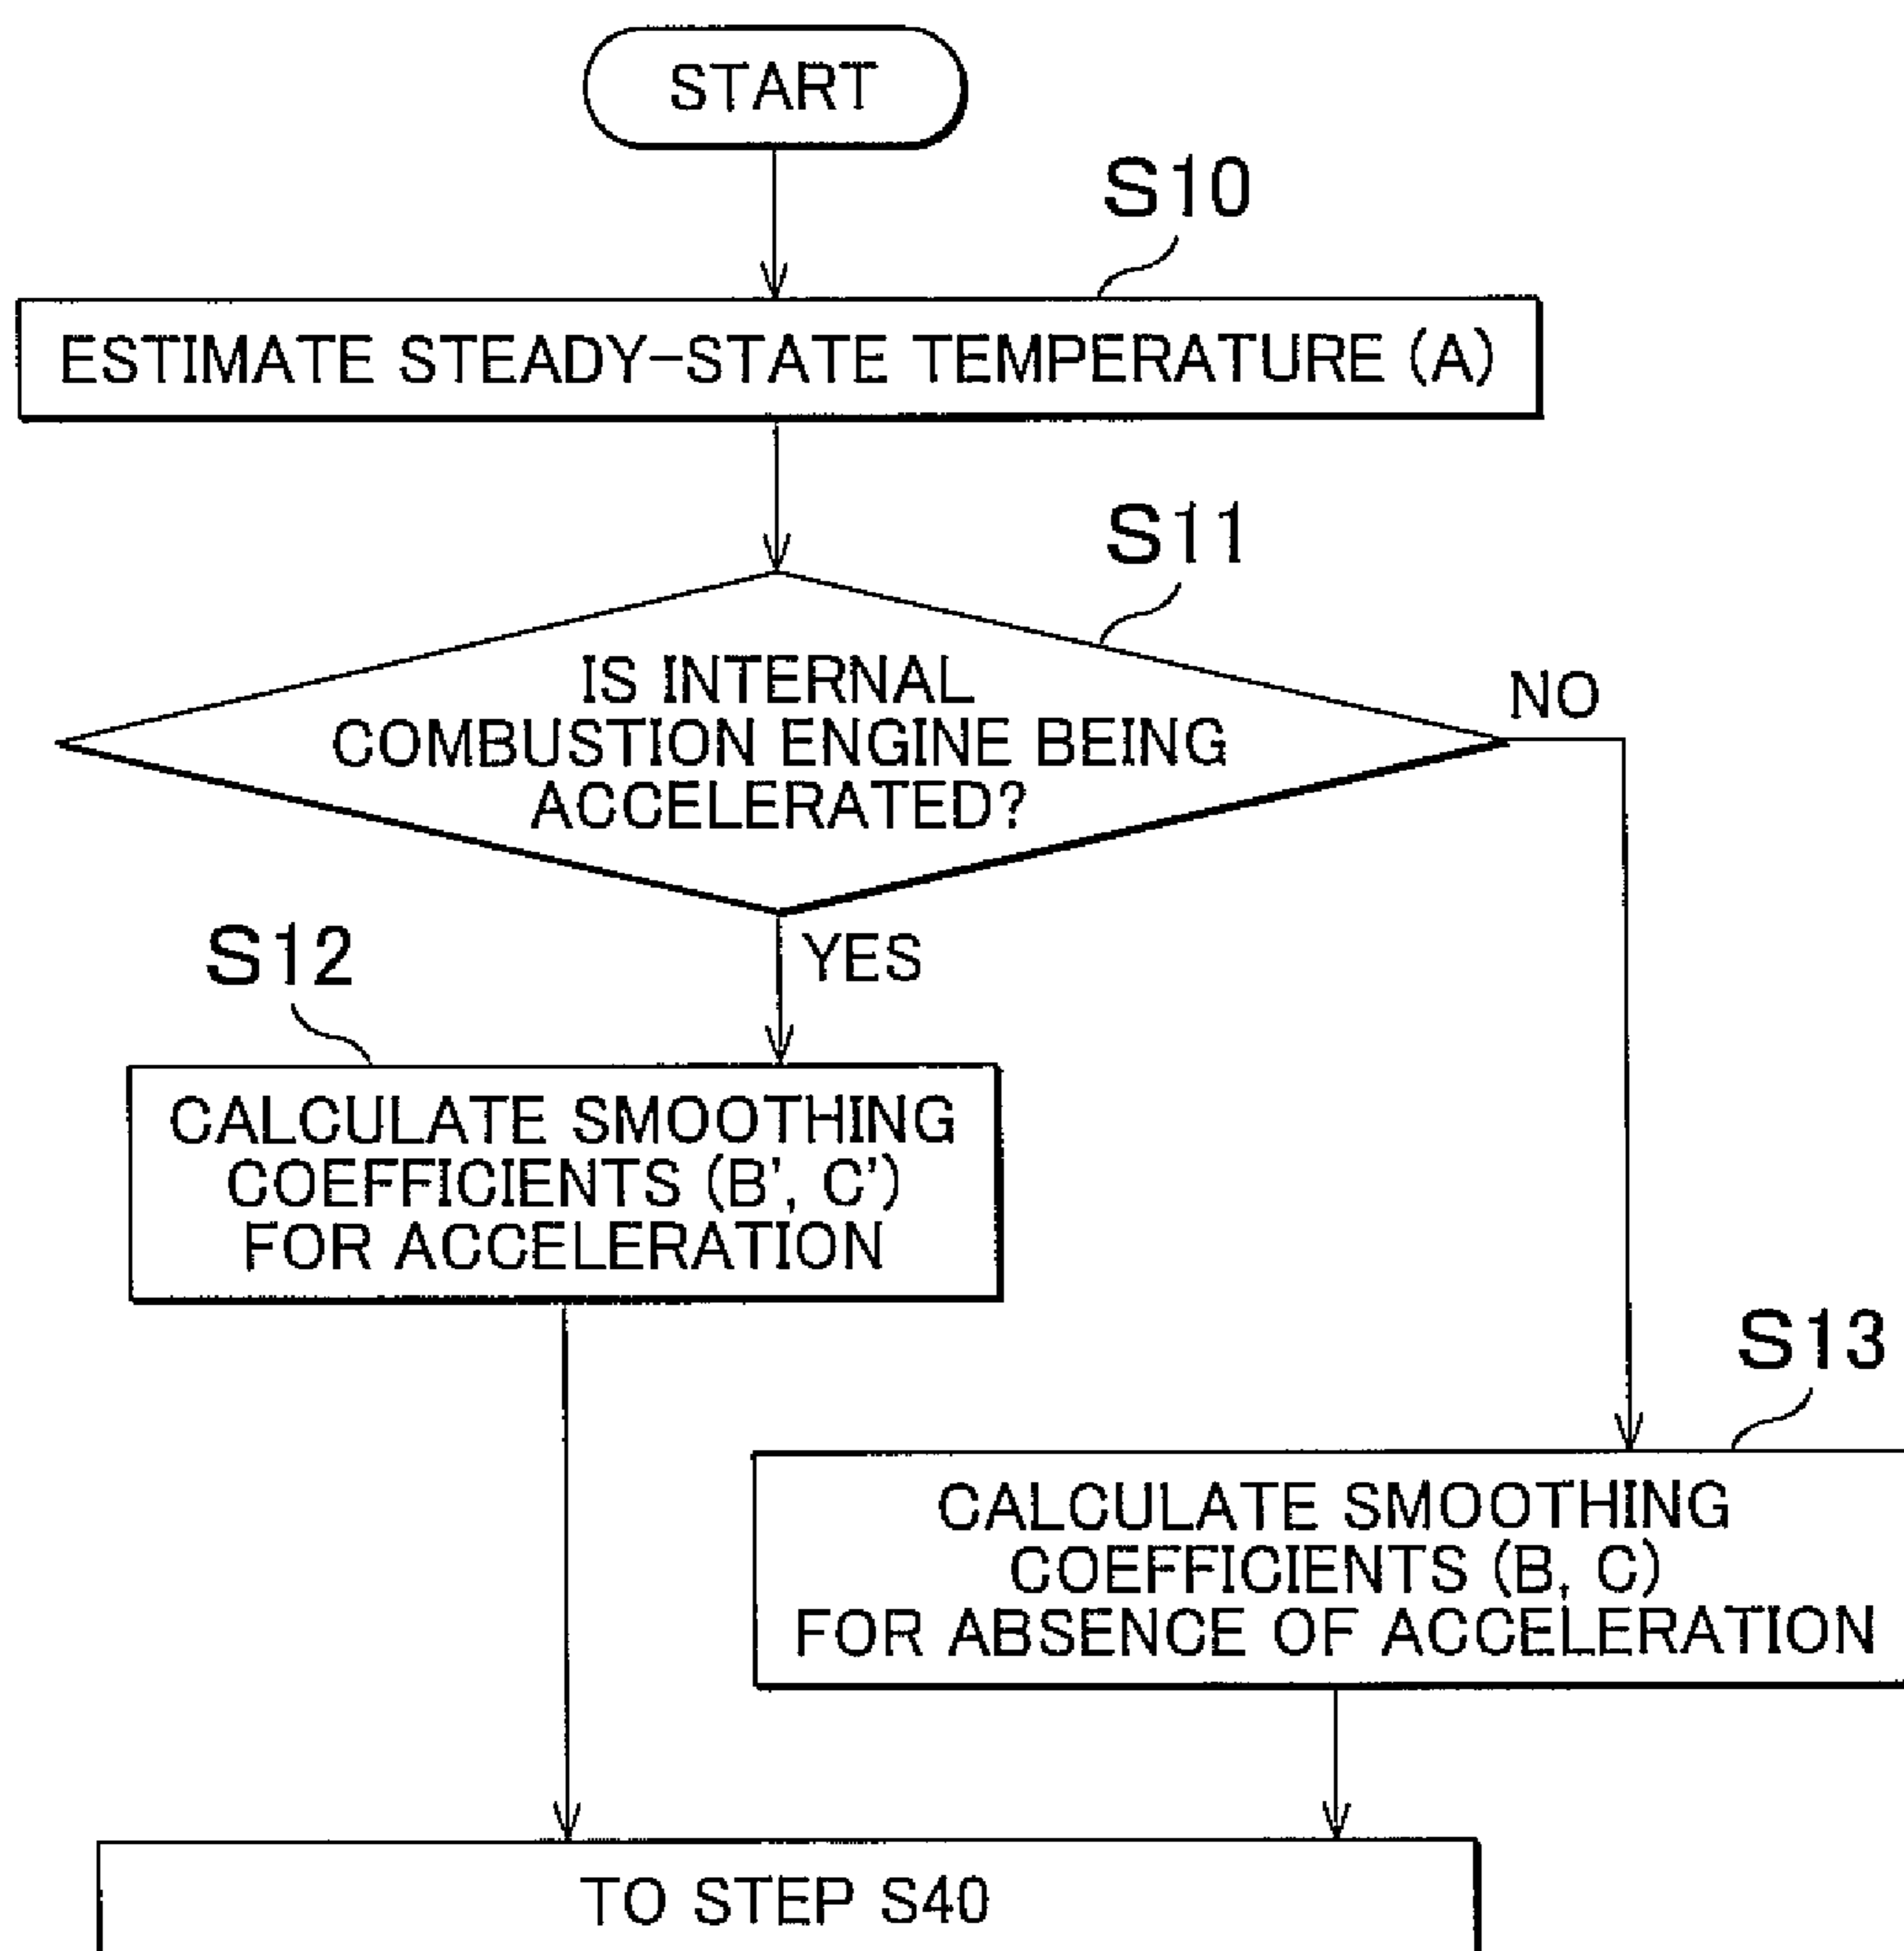 START
S10
ESTIMATE STEADY-STATE TEMPERATURE (A)
S11
IS INTERNAL
COMBUSTION ENGINE BEING
ACCELERATED?
NO
YES
S12
CALCULATE SMOOTHING
COEFFICIENTS (B', C')
FOR ACCELERATION
S13
CALCULATE SMOOTHING
COEFFICIENTS (B, C)
FOR ABSENCE OF ACCELERATION
TO STEP S40